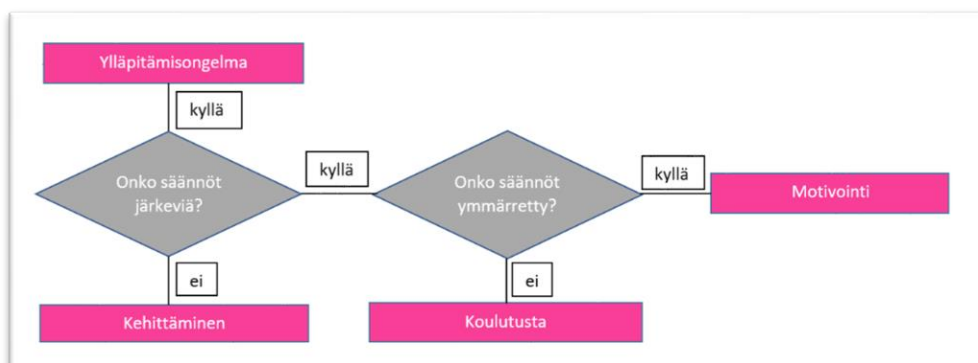 Ylläpitämisongelma
kyllä
Onko säännöt
järkeviä?
kyllä
Onko säännöt
ymmärretty?
kyllä
Motivointi
ei
ei
Kehittäminen
Koulutusta